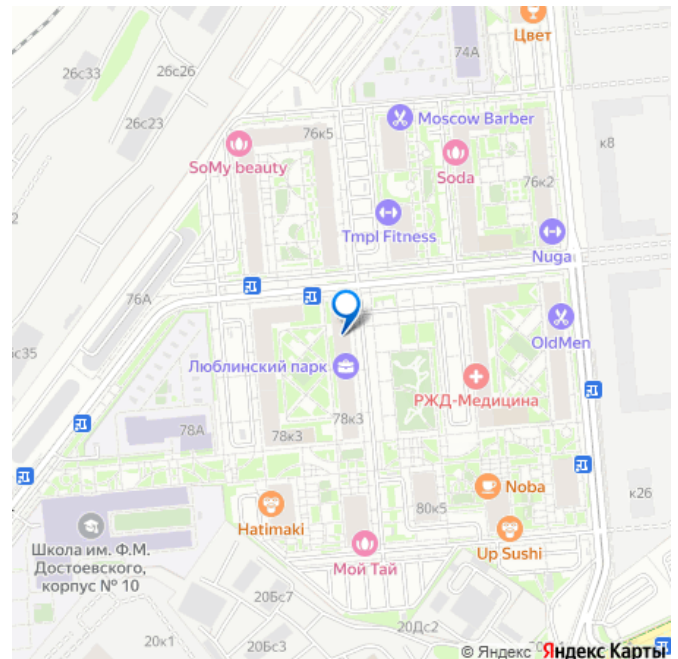 Цвет
74А
26с33
26с26
26с23
Moscow Barber
76к5
к8
SoMy beauty
Soda
76к2
2
Tmpl Fitness
Nuga
76А
OldMen
с35
Люблинский парк
РЖД-Медицина
78к3
78А
78к3
Noba
80к5
к26
Hatimaki
Up Sushi
Школа им. Ф.М.
Достоевского,
корпус № 10
Мой Тай
20Бс7
20Дс2
20к1
20Бс3
© Яндекс Яндекс Карты